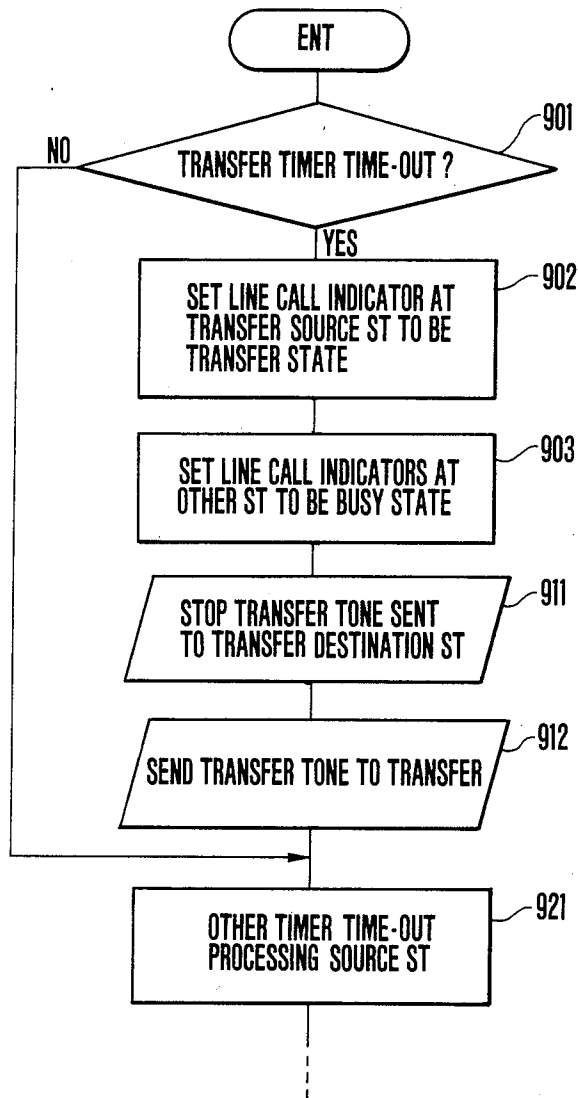 ENT
901
TRANSFER TIMER TIME-OUT ?
NO
YES
902
SET LINE CALL INDICATOR AT
TRANSFER SOURCE ST TO BE
TRANSFER STATE
903
SET LINE CALL INDICATORS AT
OTHER ST TO BE BUSY STATE
911
STOP TRANSFER TONE SENT
TO TRANSFER DESTINATION ST
912
SEND TRANSFER TONE TO TRANSFER
921
OTHER TIMER TIME-OUT
PROCESSING SOURCE ST